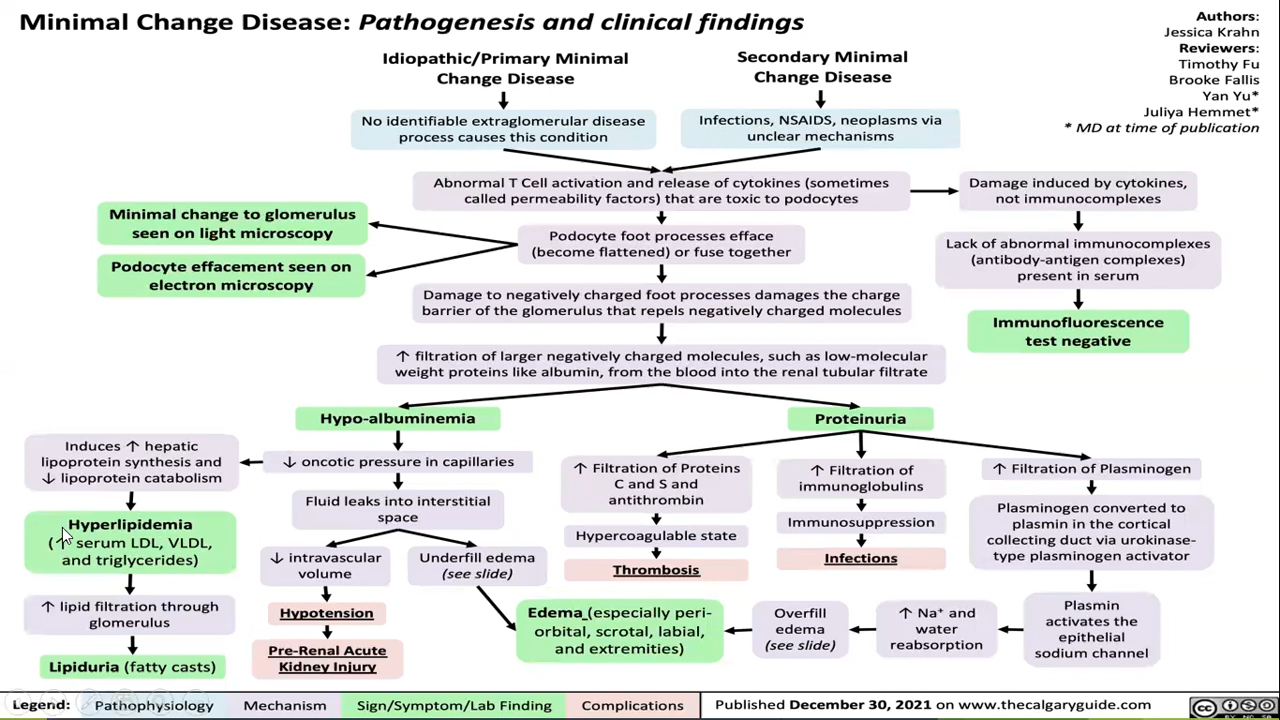 Minimal Change Disease: Pathogenesis and clinical findings
Authors:
Jessica Krahn
Reviewers:
Timothy Fu
Brooke Fallis
Yan Yu*
Juliya Hemmet*
* MD at time of publication
Idiopathic/Primary Minimal
Change Disease
Secondary Minimal
Change Disease
No identifiable extraglomerular disease
process causes this condition
Infections, NSAIDS, neoplasms via
unclear mechanisms
Abnormal T Cell activation and release of cytokines (sometimes
called permeability factors) that are toxic to podocytes
Damage induced by cytokines,
not immunocomplexes
Minimal change to glomerulus
seen on light microscopy
Podocyte effacement seen on
electron microscopy
Podocyte foot processes efface
(become flattened) or fuse together
Lack of abnormal immunocomplexes
(antibody-antigen complexes)
present in serum
Damage to negatively charged foot processes damages the charge
barrier of the glomerulus that repels negatively charged molecules
Immunofluorescence
test negative
↑ filtration of larger negatively charged molecules, such as low-molecular
weight proteins like albumin, from the blood into the renal tubular filtrate
Hypo-albuminemia
Proteinuria
Induces ↑ hepatic
lipoprotein synthesis and
↓ lipoprotein catabolism
↓ oncotic pressure in capillaries
↑ Filtration of Proteins
C and S and
antithrombin
↑ Filtration of
immunoglobulins
↑ Filtration of Plasminogen
Fluid leaks into interstitial
space
Hyperlipidemia
(↑ serum LDL, VLDL,
and triglycerides)
Hypercoagulable state
Immunosuppression
Plasminogen converted to
plasmin in the cortical
collecting duct via urokinase-
type plasminogen activator
↓ intravascular
volume
Underfill edema
(see slide)
Thrombosis
Infections
↑ lipid filtration through
glomerulus
Hypotension
Edema (especially peri-
orbital, scrotal, labial,
and extremities)
Overfill
edema
(see slide)
↑ Na⁺ and
water
reabsorption
Plasmin
activates the
epithelial
sodium channel
Lipiduria (fatty casts)
Pre-Renal Acute
Kidney Injury
Legend: Pathophysiology Mechanism Sign/Symptom/Lab Finding Complications Published December 30, 2021 on www.thecalgaryguide.com